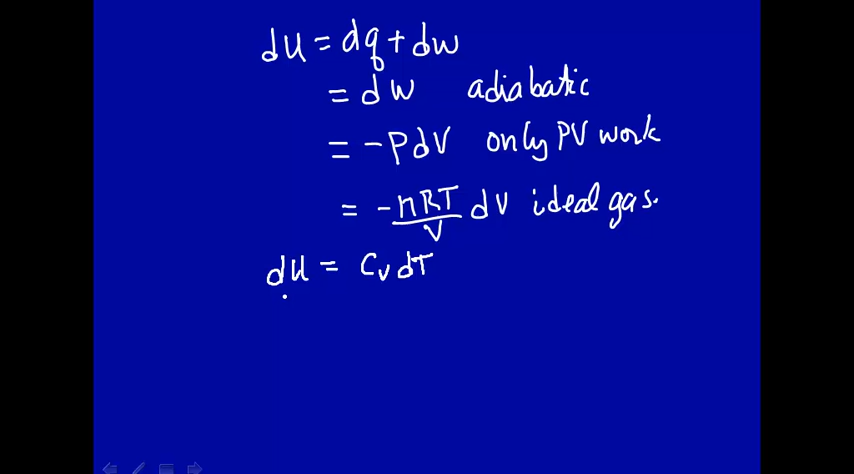 dU = dq + dw
= dw adiabatic
= -PdV only PV work
= -nRT/V dV ideal gas.
dU = CvdT